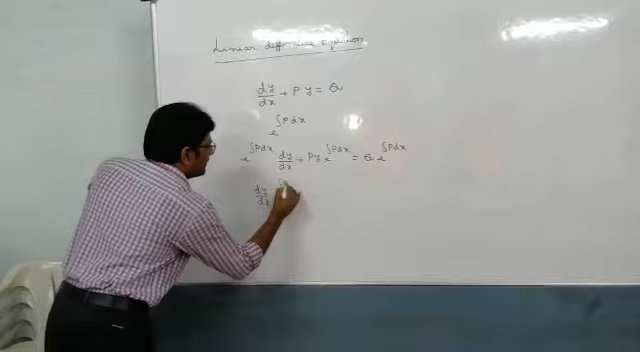 Linear differential Equations
dy/dx + Py = Q
e^∫Pdx
e^∫Pdx dy/dx + Py e^∫Pdx = Q e^∫Pdx
dy/dx